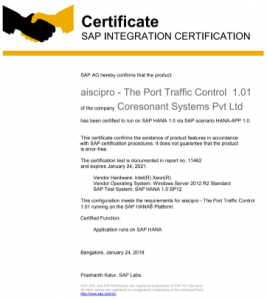 Certificate
SAP INTEGRATION CERTIFICATION
SAP AG hereby confirms that the product
aiscipro - The Port Traffic Control 1.01
of the company Coresonant Systems Pvt Ltd
has been certified to run on SAP HANA 1.0 via SAP scenario HANA-APP 1.0.
This certificate confirms the existence of product features in accordance
with SAP certification procedures. It does not guarantee that the product
is error-free.
The certification test is documented in report no. 11462
and expires January 24, 2021.
Vendor Hardware: Intel(R) Xeon(R)
Vendor Operating System: Windows Server 2012 R2 Standard
SAP Test System: SAP HANA 1.0 SP12
This configuration meets the requirements for aiscipro - The Port Traffic Control
1.01 running on the SAP HANA® Platform.
Certified Function:
Application runs on SAP HANA
Bangalore, January 24, 2018
Prashanth Kalur, SAP Labs.